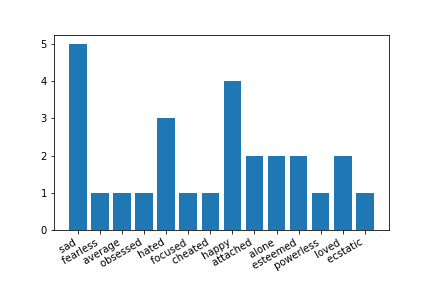 5
4
3
2
1
0
sad
fearless
average
obsessed
hated
focused
cheated
happy
attached
alone
esteemed
powerless
loved
ecstatic